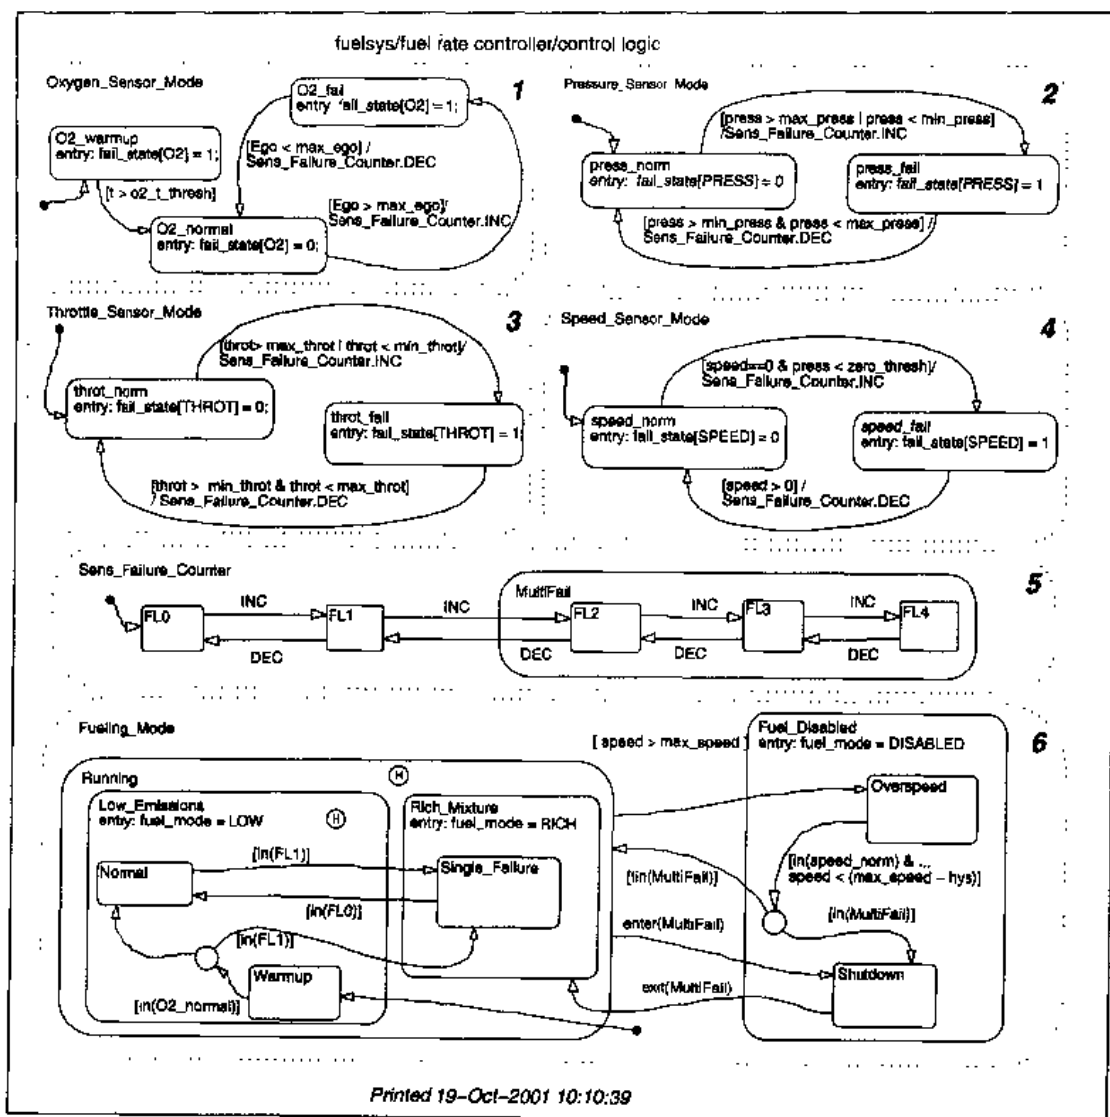 fuelsys/fuel rate controller/control logic
Oxygen_Sensor_Mode
1
O2_fail
entry: fail_state[O2] = 1;
O2_warmup
entry: fail_state[O2] = 1;
[Ego < max_ego] /
Sens_Failure_Counter.DEC
[t > o2_t_thresh]
[Ego > max_ego]/
Sens_Failure_Counter.INC
O2_normal
entry: fail_state[O2] = 0;
Pressure_Sensor_Mode
2
[press > max_press | press < min_press]
/Sens_Failure_Counter.INC
press_norm
entry: fail_state[PRESS] = 0
press_fail
entry: fail_state[PRESS] = 1
[press > min_press & press < max_press] /
Sens_Failure_Counter.DEC
Throttle_Sensor_Mode
3
[throt> max_throt | throt < min_throt]/
Sens_Failure_Counter.INC
throt_norm
entry: fail_state[THROT] = 0;
throt_fail
entry: fail_state[THROT] = 1;
[throt > min_throt & throt < max_throt]
/ Sens_Failure_Counter.DEC
Speed_Sensor_Mode
4
[speed==0 & press < zero_thresh]/
Sens_Failure_Counter.INC
speed_norm
entry: fail_state[SPEED] = 0
speed_fail
entry: fail_state[SPEED] = 1
[speed > 0] /
Sens_Failure_Counter.DEC
Sens_Failure_Counter
5
MultiFail
FL0
INC
FL1
INC
FL2
INC
FL3
INC
FL4
DEC
DEC
DEC
DEC
Fueling_Mode
6
[ speed > max_speed ]
Fuel_Disabled
entry: fuel_mode = DISABLED
Running
H
Overspeed
Low_Emissions
entry: fuel_mode = LOW
H
Rich_Mixture
entry: fuel_mode = RICH
Normal
[in(FL1)]
Single_Failure
[in(FL0)]
[in(FL1)]
[in(speed_norm) & ...
speed < (max_speed - hys)]
[!in(MultiFail)]
[in(MultiFail)]
enter(MultiFail)
Warmup
[in(O2_normal)]
exit(MultiFail)
Shutdown
Printed 19-Oct-2001 10:10:39